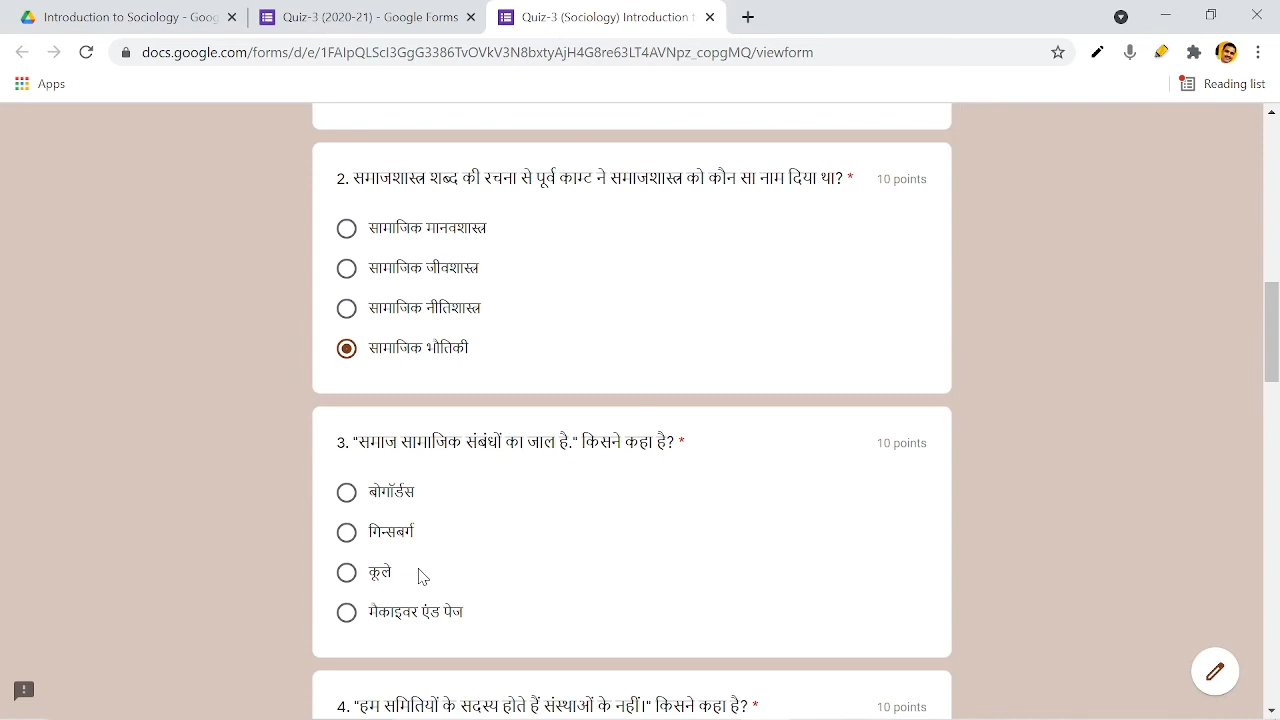 Introduction to Sociology - Goog
Quiz-3 (2020-21) - Google Forms
Quiz-3 (Sociology) Introduction t
docs.google.com/forms/d/e/1FAIpQLScI3GgG3386TvOVkV3N8bxtyAjH4G8re63LT4AVNpz_copgMQ/viewform
Apps
Reading list
2. समाजशास्त्र शब्द की रचना से पूर्व काम्ट ने समाजशास्त्र को कौन सा नाम दिया था? *
10 points
सामाजिक मानवशास्त्र
सामाजिक जीवशास्त्र
सामाजिक नीतिशास्त्र
सामाजिक भौतिकी
3. "समाज सामाजिक संबंधों का जाल है." किसने कहा है? *
10 points
बोगॉर्डस
गिन्सबर्ग
कूले
मैकाइवर एंड पेज
4. "हम समितियों के सदस्य होते हैं संस्थाओं के नहीं।" किसने कहा है? *
10 points